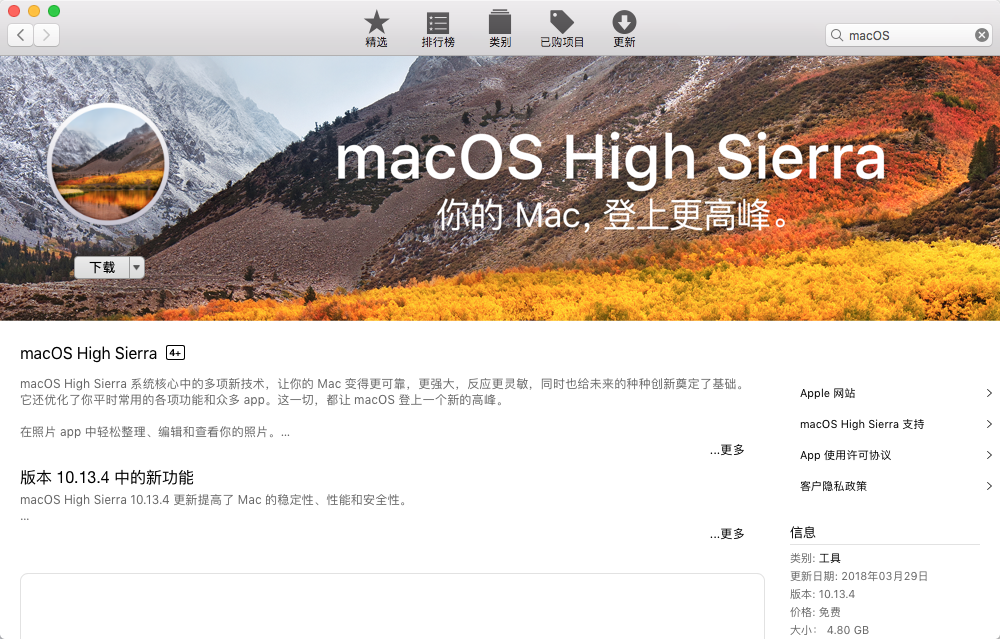 精选
排行榜
类别
已购项目
更新
macOS
macOS High Sierra
你的 Mac, 登上更高峰。
下载
macOS High Sierra 4+
macOS High Sierra 系统核心中的多项新技术，让你的 Mac 变得更可靠，更强大，反应更灵敏，同时也给未来的种种创新奠定了基础。
它还优化了你平时常用的各项功能和众多 app。这一切，都让 macOS 登上一个新的高峰。
在照片 app 中轻松整理、编辑和查看你的照片。...
...更多
版本 10.13.4 中的新功能
macOS High Sierra 10.13.4 更新提高了 Mac 的稳定性、性能和安全性。
...
...更多
Apple 网站
macOS High Sierra 支持
App 使用许可协议
客户隐私政策
信息
类别: 工具
更新日期: 2018年03月29日
版本: 10.13.4
价格: 免费
大小： 4.80 GB